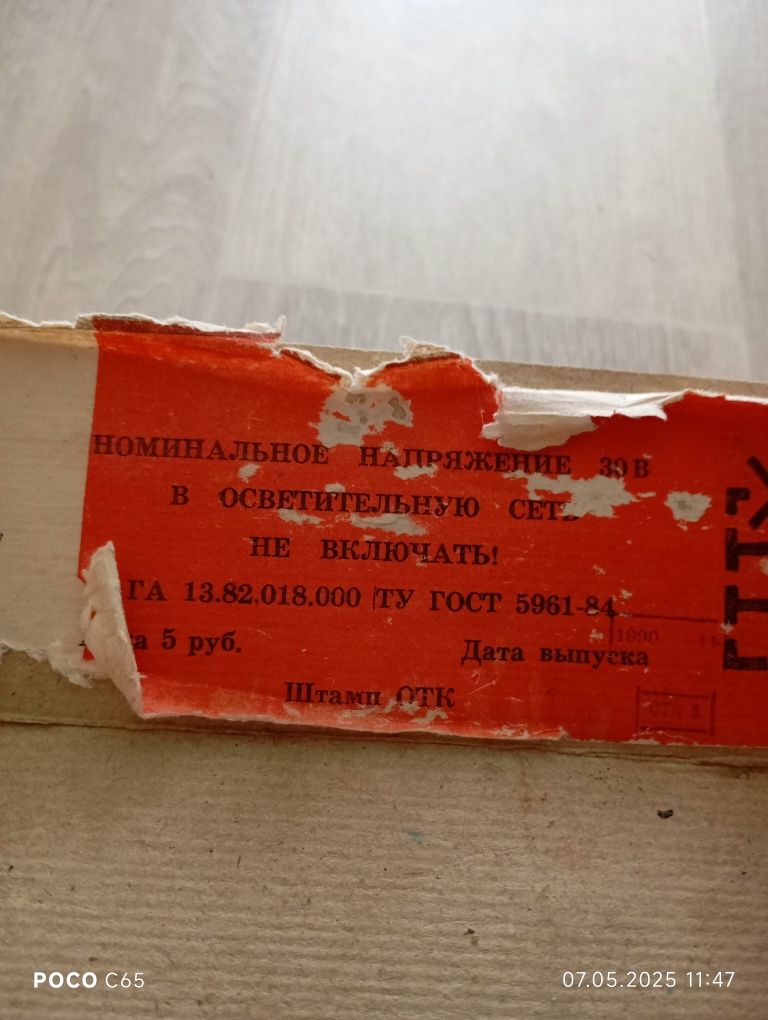 НОМИНАЛЬНОЕ НАПРЯЖЕНИЕ 30В
В ОСВЕТИТЕЛЬНУЮ СЕТЬ
НЕ ВКЛЮЧАТЬ!
ГА 13.82.018.000 ТУ ГОСТ 5961-84
1990
5 руб.
Дата выпуска
Штамп ОТК
POCO C65
07.05.2025 11:47